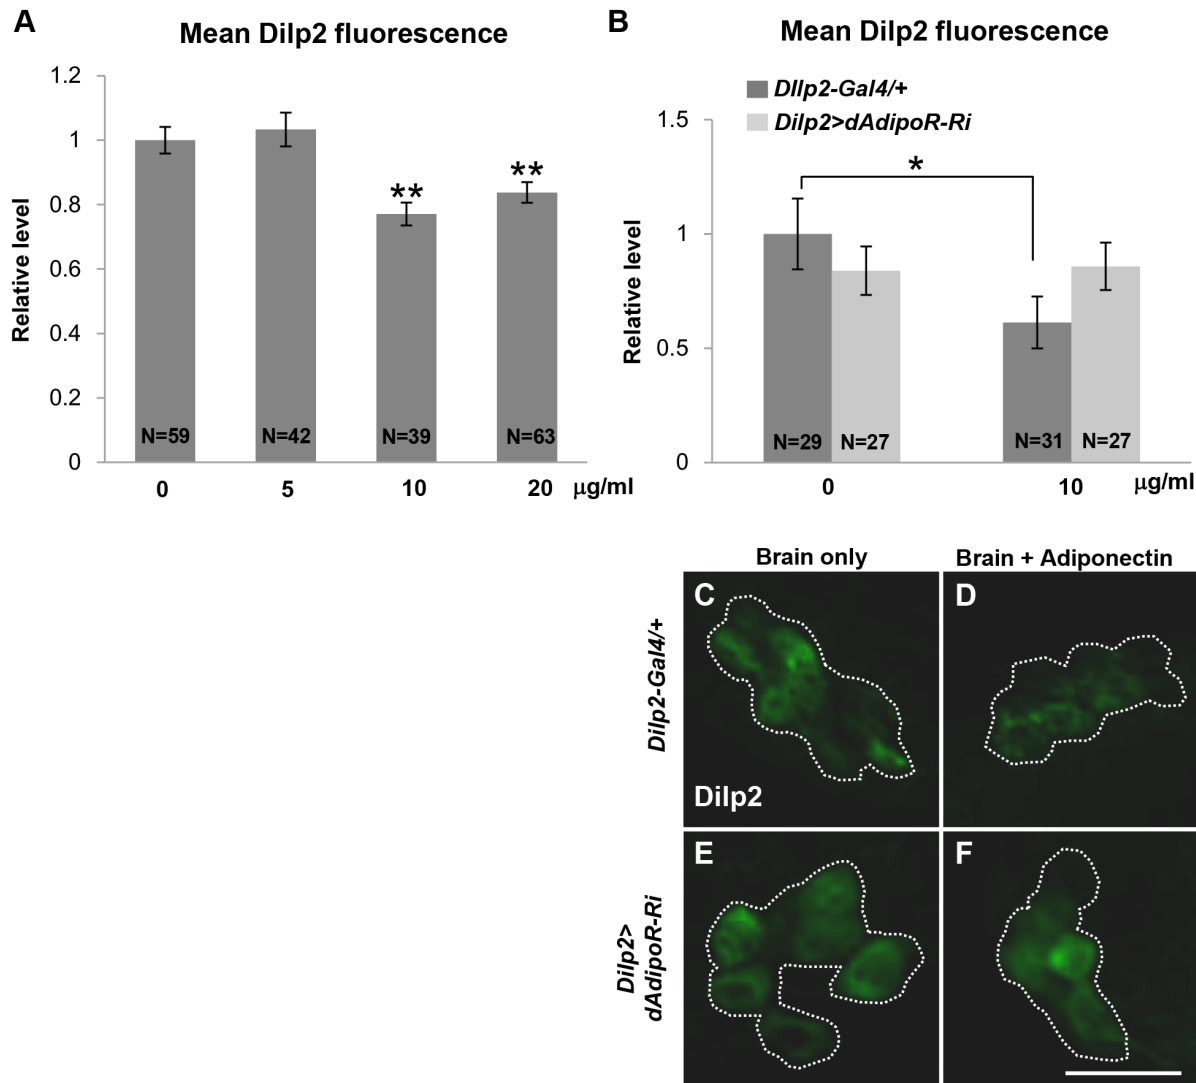 A
Mean Dilp2 fluorescence
1.2
1
0.8
0.6
0.4
0.2
0
Relative level
**
**
N=59
N=42
N=39
N=63
0
5
10
20
μg/ml
B
Mean Dilp2 fluorescence
DIlp2-Gal4/+
Dilp2>dAdipoR-Ri
1.5
1
0.5
0
Relative level
*
N=29
N=27
N=31
N=27
0
10
μg/ml
Brain only
Brain + Adiponectin
Dilp2-Gal4/+
C
Dilp2
D
Dilp2>
dAdipoR-Ri
E
F